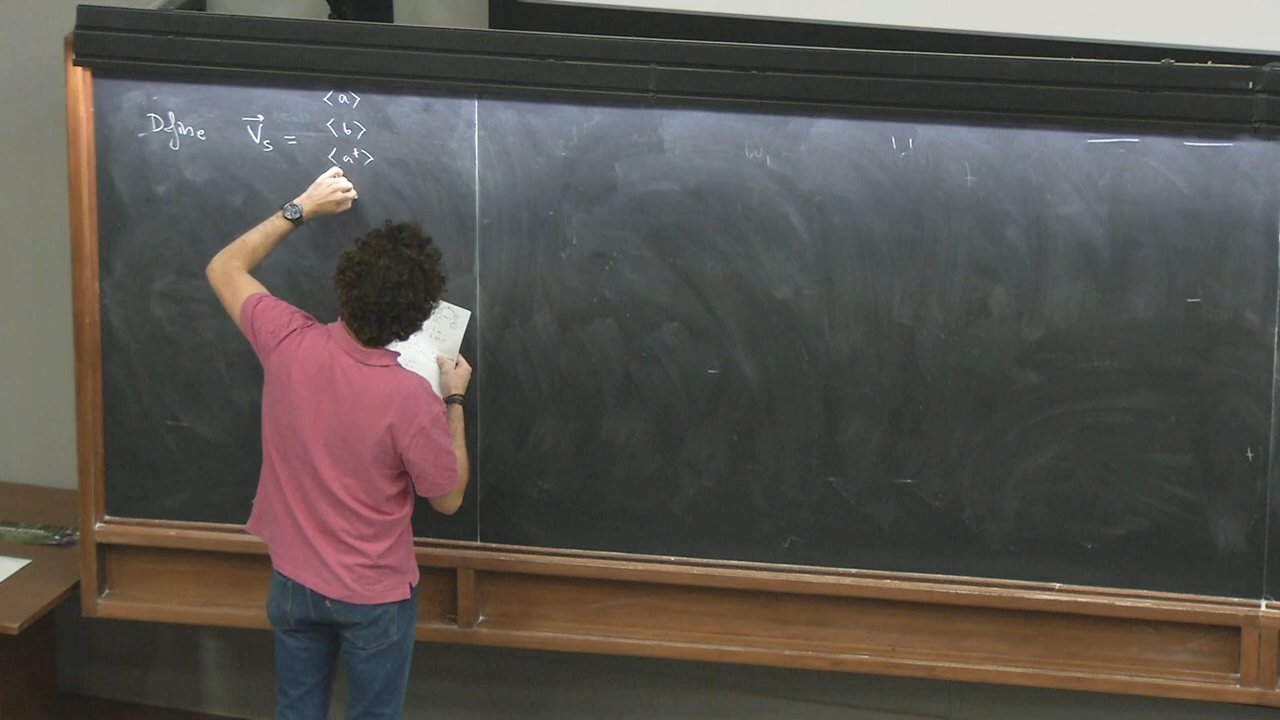 ⟨a⟩
Define V⃗s = ⟨b⟩
⟨a†⟩